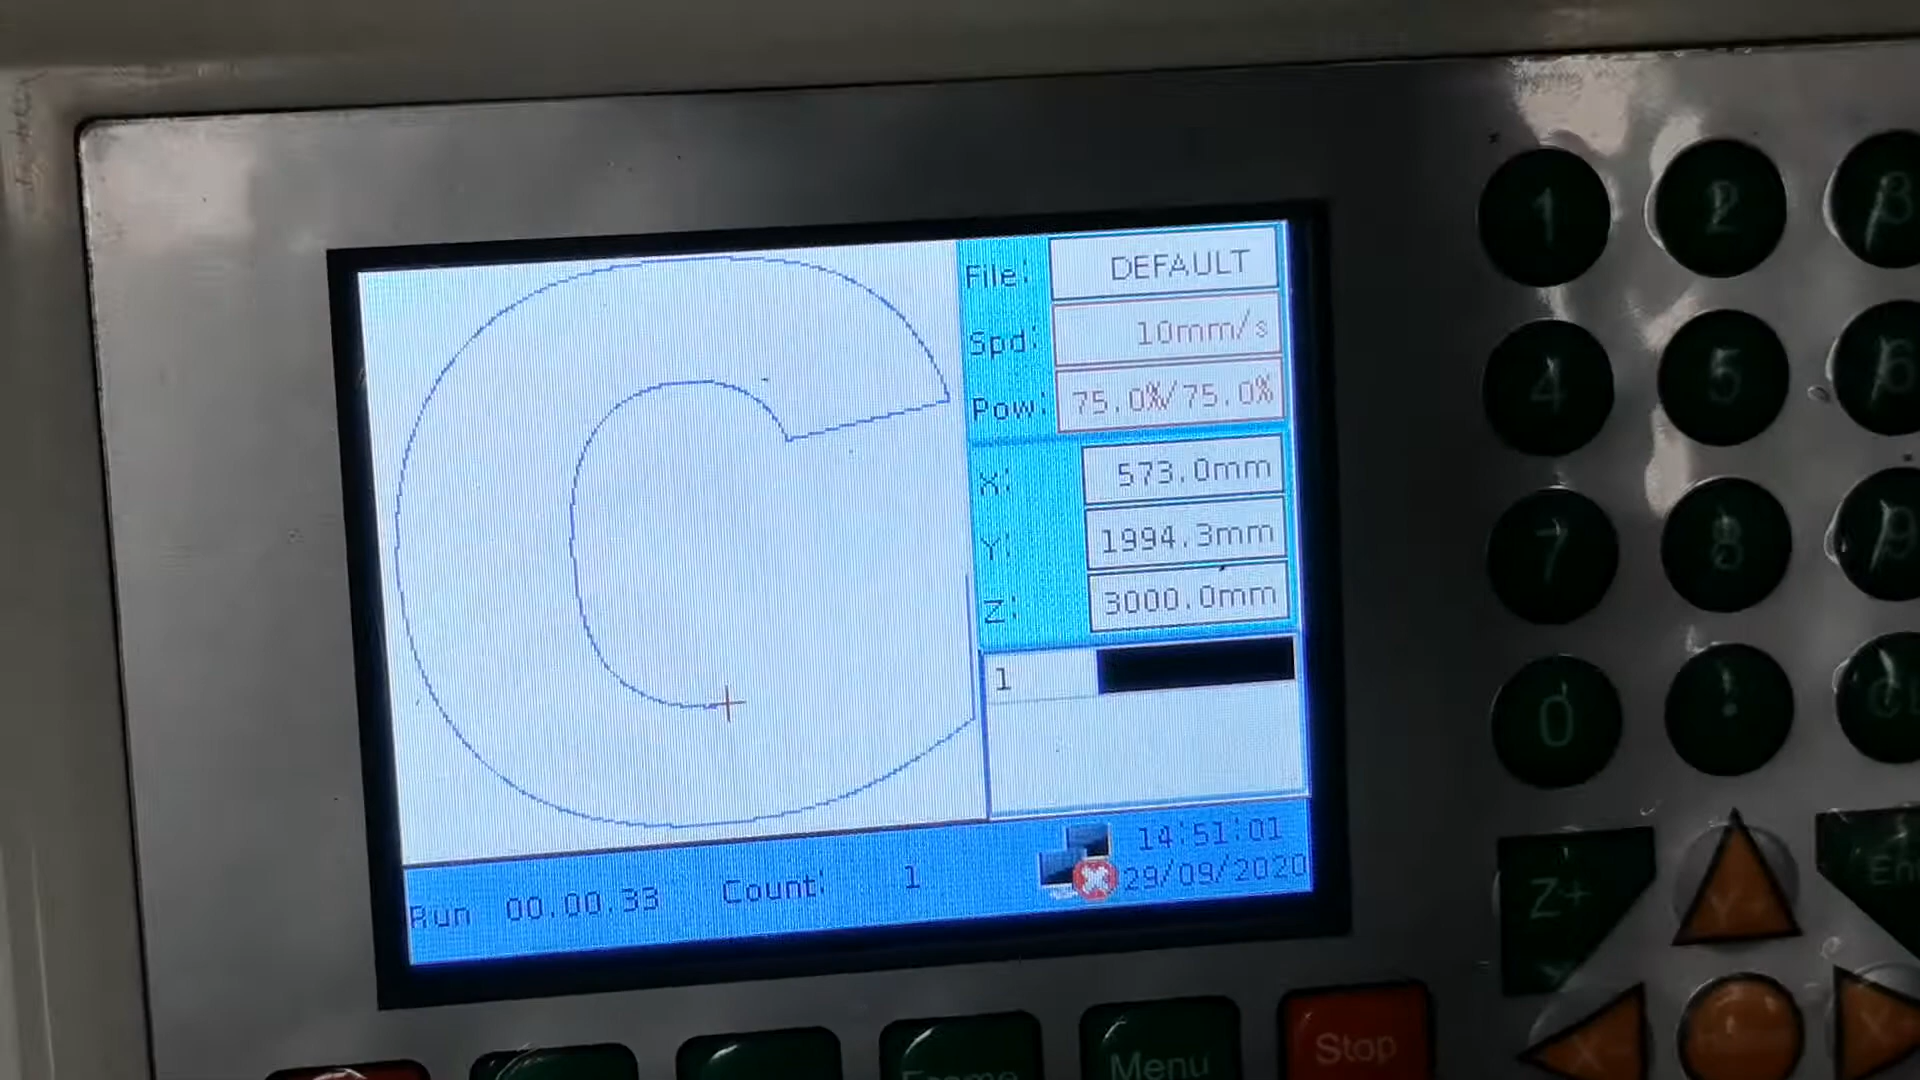 File: DEFAULT
Spd: 10mm/s
Pow: 75.0%/75.0%
X: 573.0mm
Y: 1994.3mm
Z: 3000.0mm
1
Run 00.00.33 Count: 1
14:51:01
29/09/2020
1 2 3
4 5 6
7 8 9
0 .
Z+ Y+
Menu Stop